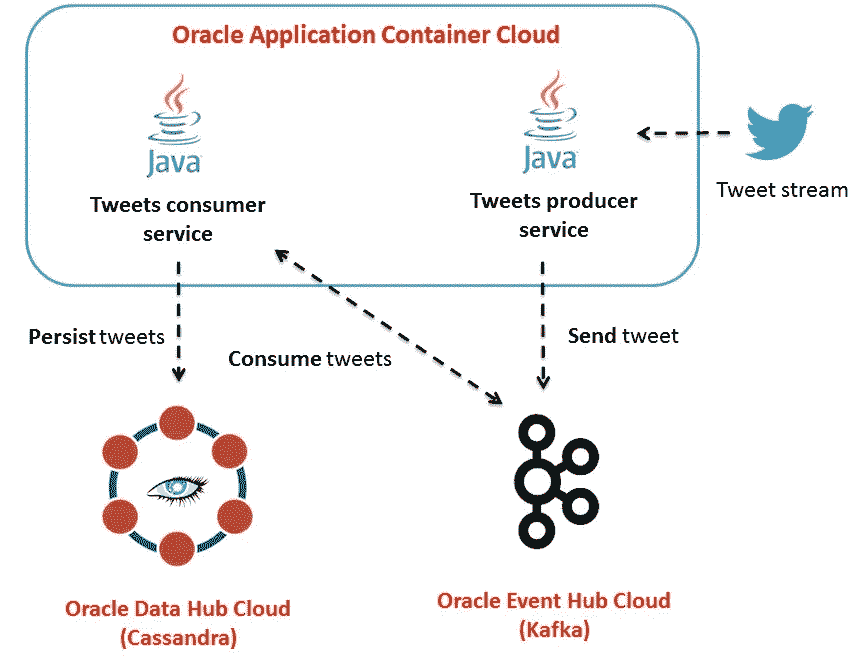 Oracle Application Container Cloud
Java
Tweets consumer
service
Java
Tweets producer
service
Tweet stream
Persist tweets
Consume tweets
Send tweet
Oracle Data Hub Cloud
(Cassandra)
Oracle Event Hub Cloud
(Kafka)